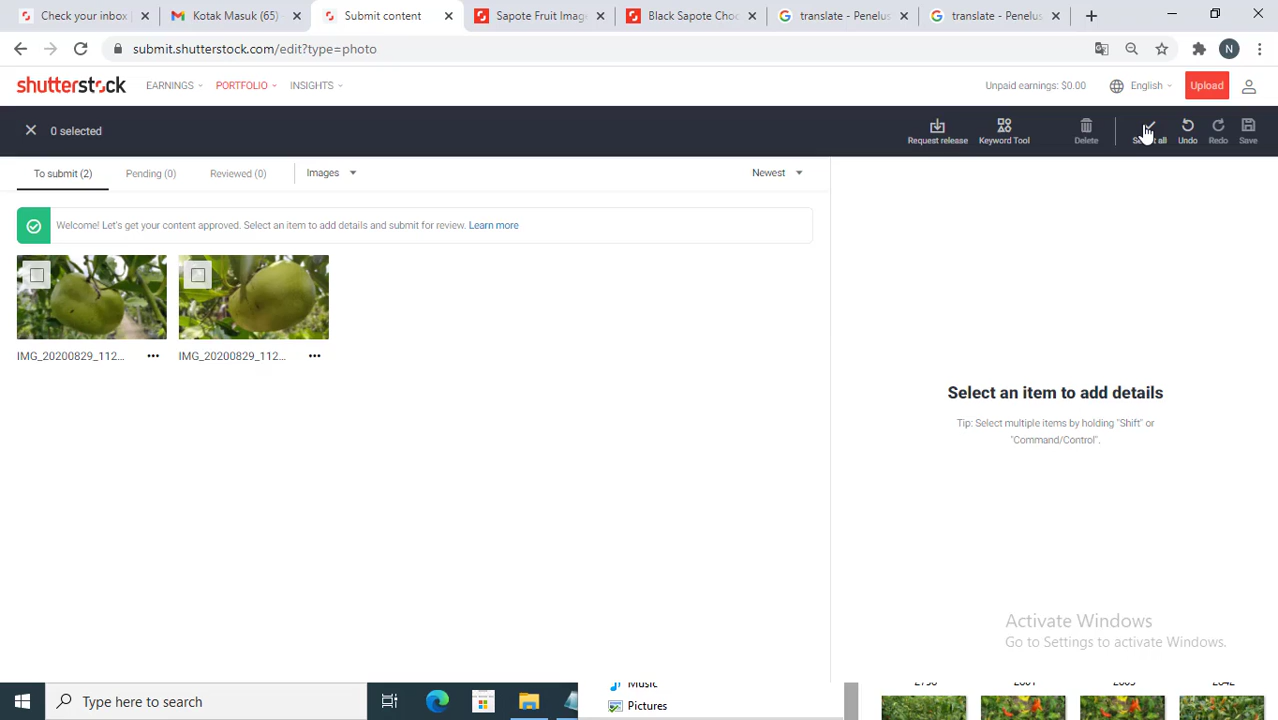 Check your inbox
Kotak Masuk (65)
Submit content
Sapote Fruit Imag
Black Sapote Choc
translate - Penelus
translate - Penelus
submit.shutterstock.com/edit?type=photo
N
shutterstock
EARNINGS
PORTFOLIO
INSIGHTS
Unpaid earnings: $0.00
English
Upload
0 selected
Request release
Keyword Tool
Delete
Undo
Redo
Save
To submit (2)
Pending (0)
Reviewed (0)
Images
Newest
Welcome! Let's get your content approved. Select an item to add details and submit for review. Learn more
IMG_20200829_112...
IMG_20200829_112...
Select an item to add details
Tip: Select multiple items by holding "Shift" or
"Command/Control".
Activate Windows
Go to Settings to activate Windows.
Type here to search
Music
Pictures